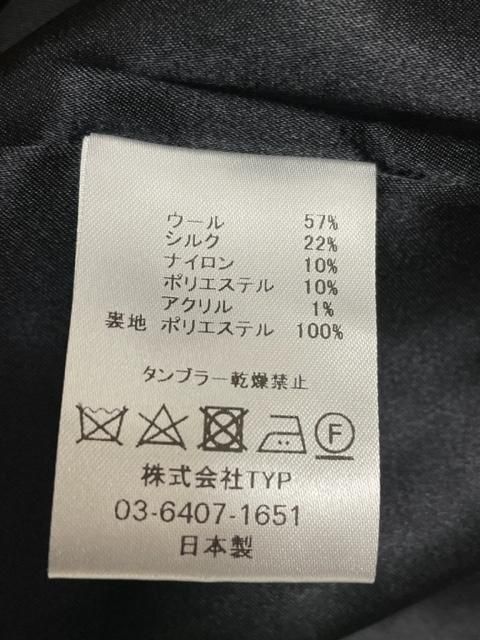 ウール 57%
シルク 22%
ナイロン 10%
ポリエステル 10%
アクリル 1%
裏地 ポリエステル 100%
タンブラー乾燥禁止
F
株式会社TYP
03-6407-1651
日本製